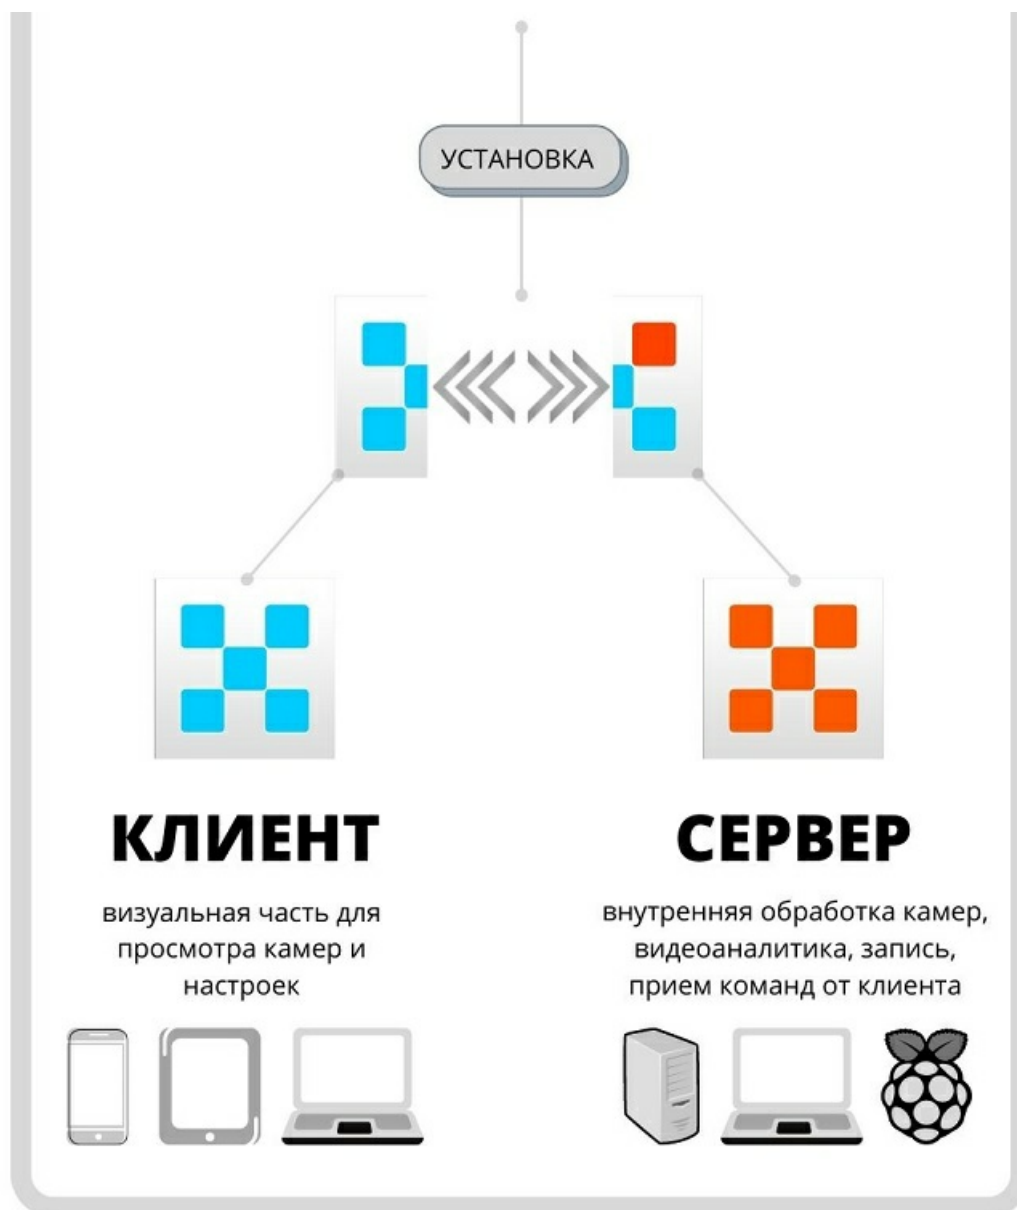 УСТАНОВКА
КЛИЕНТ
визуальная часть для
просмотра камер и
настроек
СЕРВЕР
внутренняя обработка камер,
видеоаналитика, запись,
прием команд от клиента